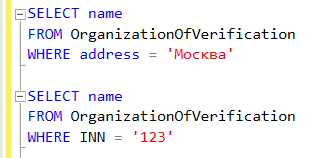 SELECT name
FROM OrganizationOfVerification
WHERE address = 'Москва'
SELECT name
FROM OrganizationOfVerification
WHERE INN = '123'